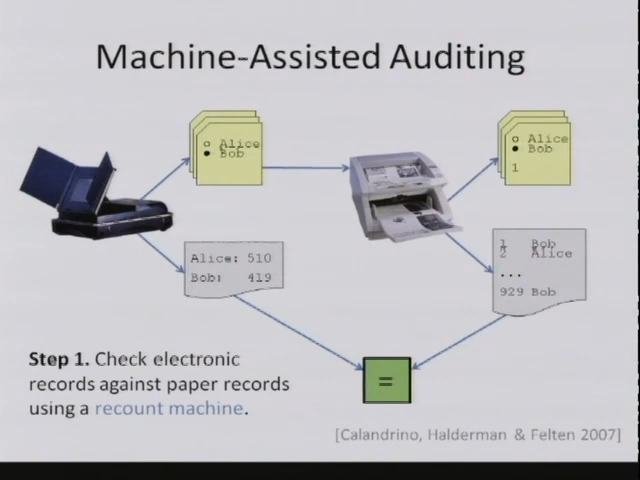 Machine-Assisted Auditing
Alice
Bob
Alice
Bob
1
Alice: 510
Bob: 419
1 Bob
2 Alice
...
929 Bob
=
Step 1. Check electronic
records against paper records
using a recount machine.
[Calandrino, Halderman & Felten 2007]